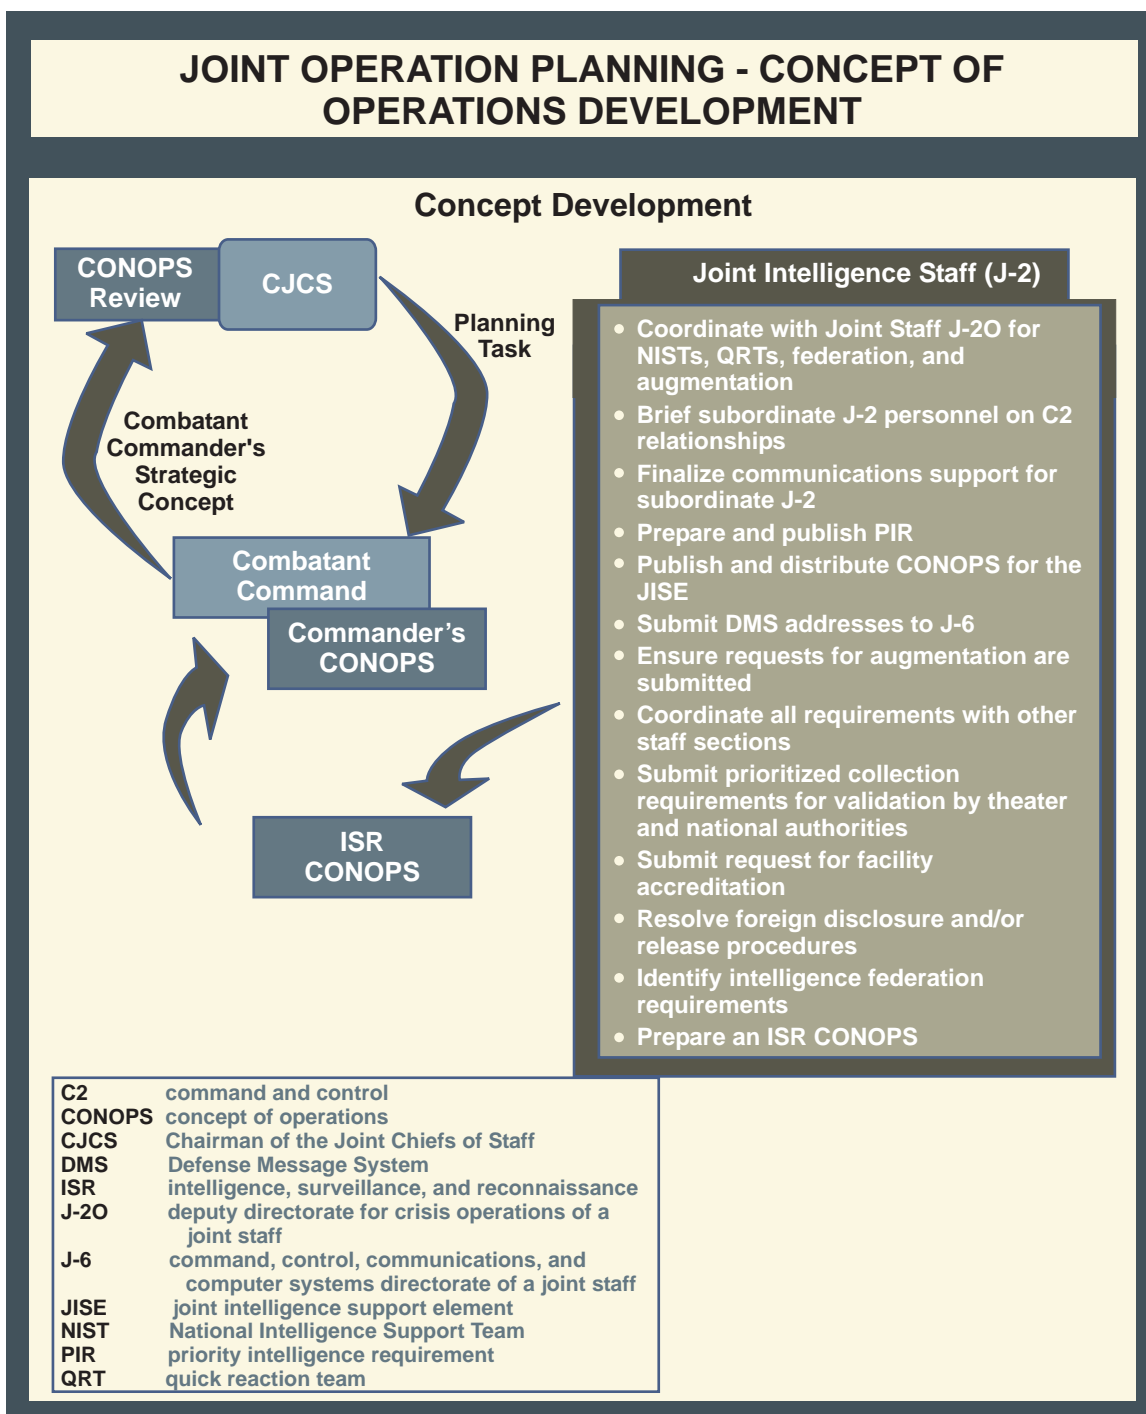 JOINT OPERATION PLANNING - CONCEPT OF
OPERATIONS DEVELOPMENT
Concept Development
CONOPS
Review
CJCS
Planning
Task
Combatant
Commander's
Strategic
Concept
Combatant
Command
Commander’s
CONOPS
ISR
CONOPS
Joint Intelligence Staff (J-2)
• Coordinate with Joint Staff J-2O for
NISTs, QRTs, federation, and
augmentation
• Brief subordinate J-2 personnel on C2
relationships
• Finalize communications support for
subordinate J-2
• Prepare and publish PIR
• Publish and distribute CONOPS for the
JISE
• Submit DMS addresses to J-6
• Ensure requests for augmentation are
submitted
• Coordinate all requirements with other
staff sections
• Submit prioritized collection
requirements for validation by theater
and national authorities
• Submit request for facility
accreditation
• Resolve foreign disclosure and/or
release procedures
• Identify intelligence federation
requirements
• Prepare an ISR CONOPS
C2 command and control
CONOPS concept of operations
CJCS Chairman of the Joint Chiefs of Staff
DMS Defense Message System
ISR intelligence, surveillance, and reconnaissance
J-2O deputy directorate for crisis operations of a
joint staff
J-6 command, control, communications, and
computer systems directorate of a joint staff
JISE joint intelligence support element
NIST National Intelligence Support Team
PIR priority intelligence requirement
QRT quick reaction team